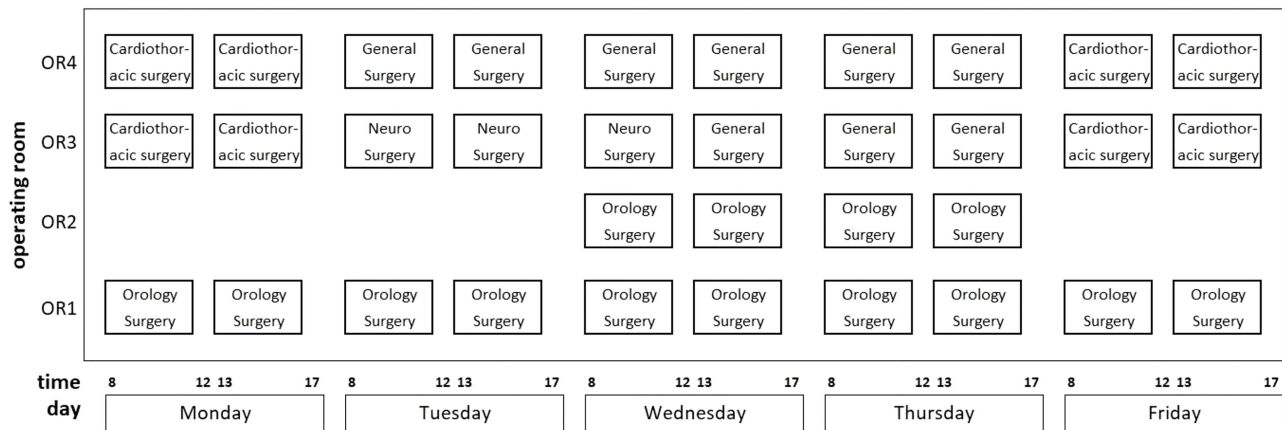 Cardiothor- Cardiothor- General General General General General General Cardiothor- Cardiothor-
OR4
acic surgery acic surgery Surgery Surgery Surgery Surgery Surgery Surgery acic surgery acic surgery
Cardiothor- Cardiothor- Neuro Neuro Neuro General General General Cardiothor- Cardiothor-
OR3
acic surgery acic surgery Surgery Surgery Surgery Surgery Surgery Surgery acic surgery acic surgery
operating room
Orology Orology Orology Orology
OR2
Surgery Surgery Surgery Surgery
Orology Orology Orology Orology Orology Orology Orology Orology Orology Orology
OR1
Surgery Surgery Surgery Surgery Surgery Surgery Surgery Surgery Surgery Surgery
time 8 12 13 17 8 12 13 17 8 12 13 17 8 12 13 17 8 12 13 17
day Monday Tuesday Wednesday Thursday Friday